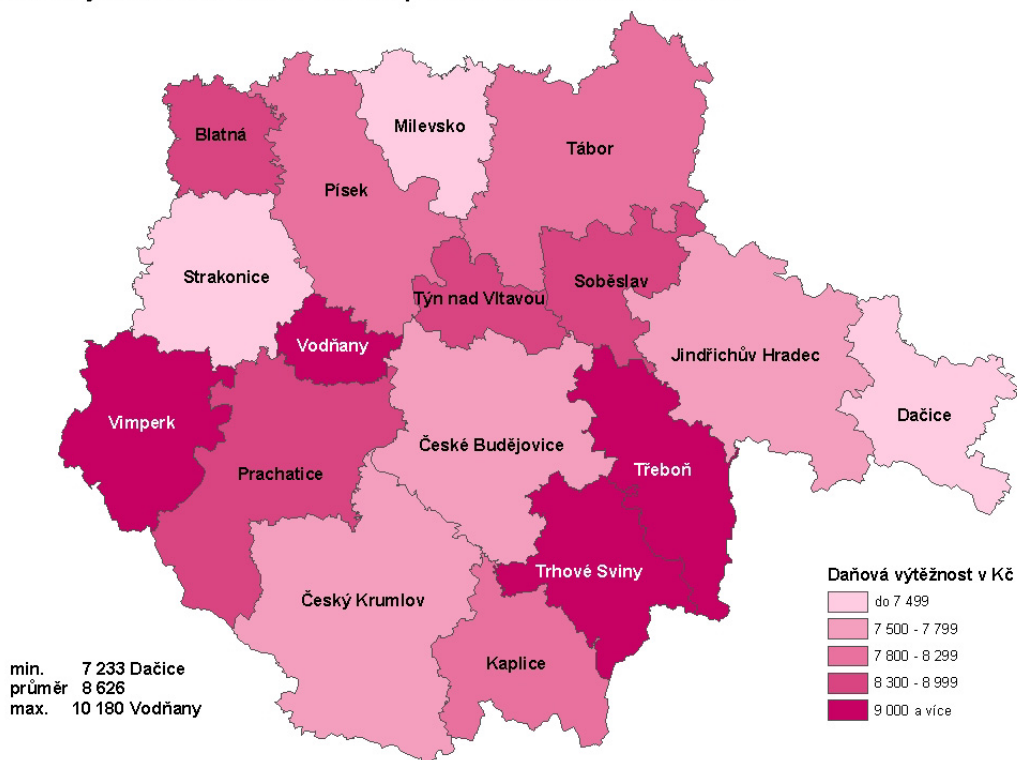 Milevsko
Blatná
Tábor
Písek
Strakonice
Soběslav
Týn nad Vltavou
Vodňany
Jindřichův Hradec
Vimperk
Dačice
České Budějovice
Prachatice
Třeboň
Trhové Sviny
Český Krumlov
Kaplice
Daňová výtěžnost v Kč
do 7 499
7 500 - 7 799
7 800 - 8 299
8 300 - 8 999
9 000 a více
min. 7 233 Dačice
průměr 8 626
max. 10 180 Vodňany